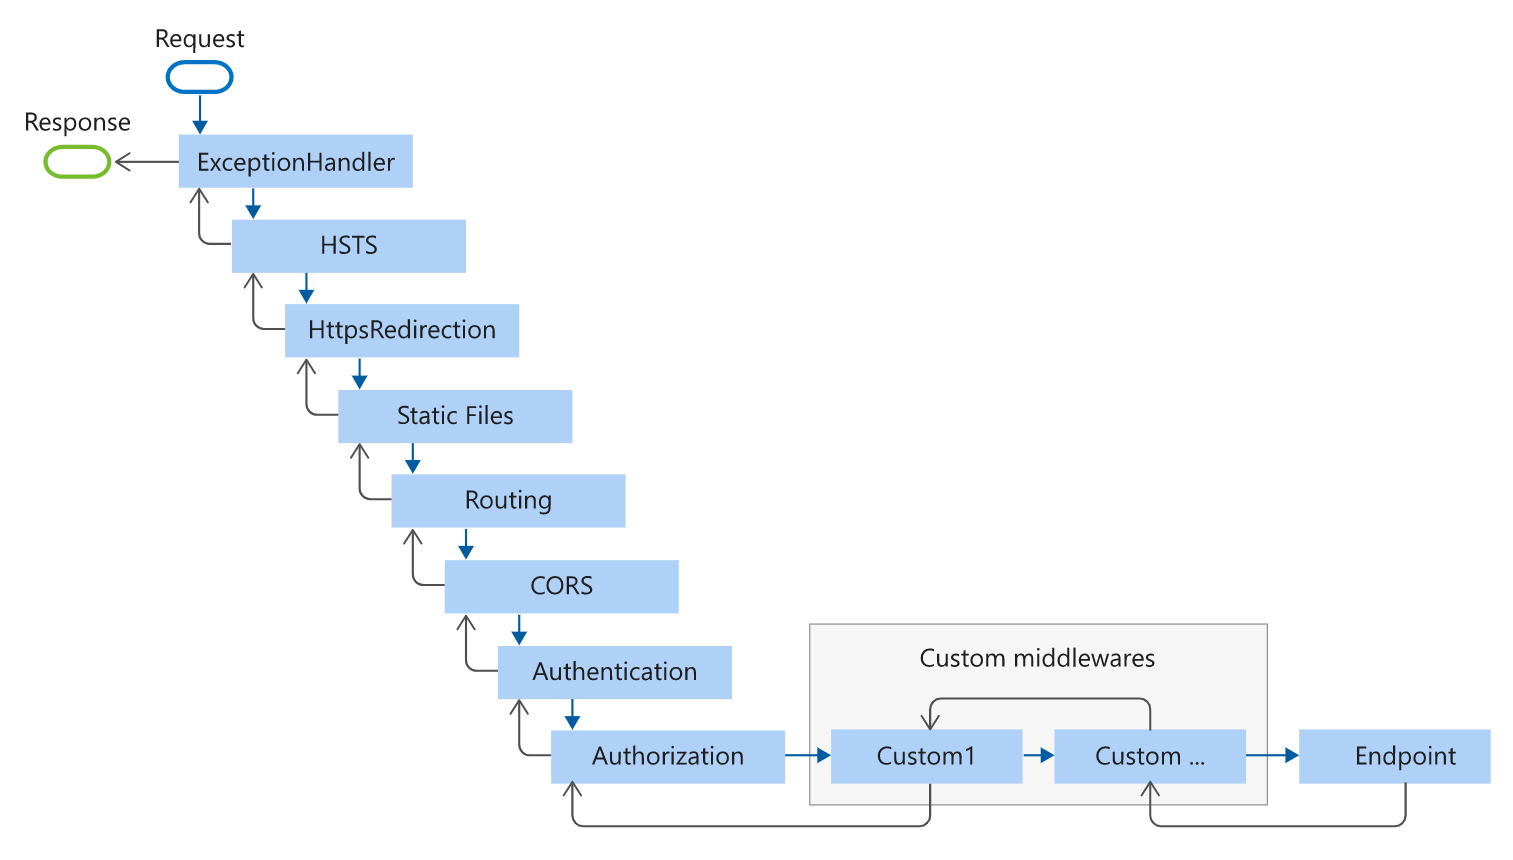 Request
Response
ExceptionHandler
HSTS
HttpsRedirection
Static Files
Routing
CORS
Authentication
Custom middlewares
Authorization
Custom1
Custom ...
Endpoint